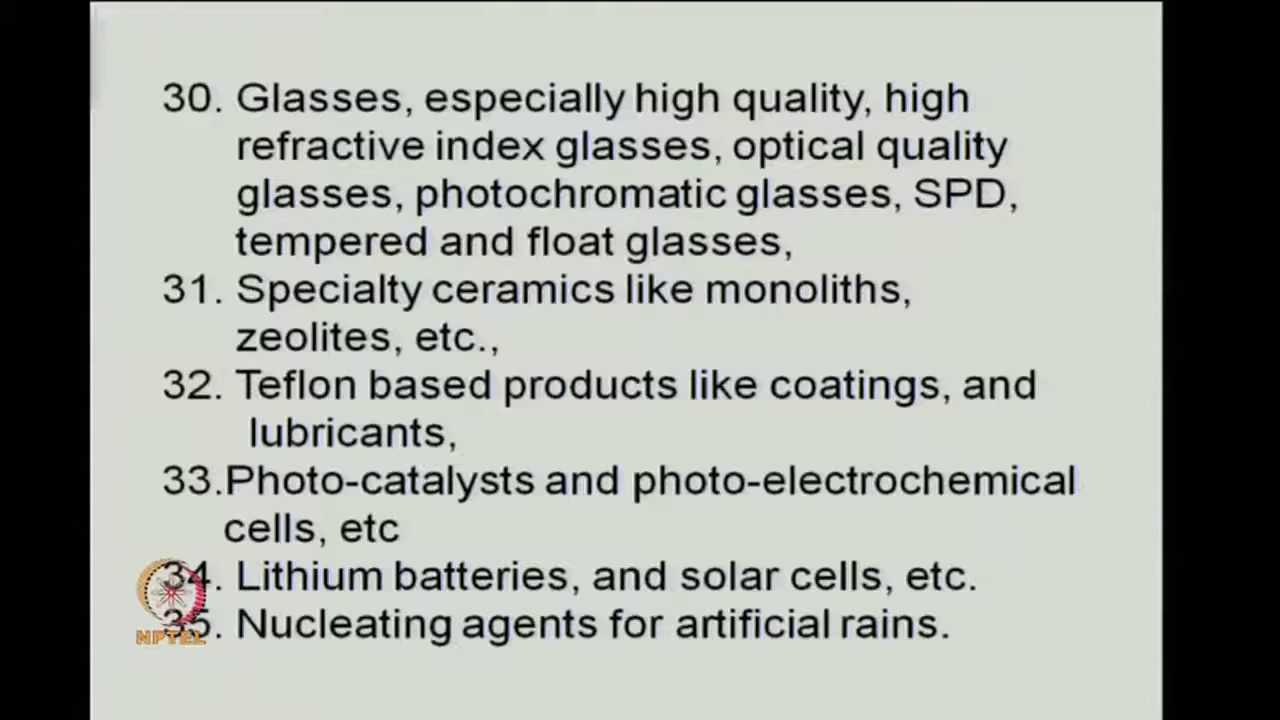 30. Glasses, especially high quality, high
refractive index glasses, optical quality
glasses, photochromatic glasses, SPD,
tempered and float glasses,
31. Specialty ceramics like monoliths,
zeolites, etc.,
32. Teflon based products like coatings, and
lubricants,
33.Photo-catalysts and photo-electrochemical
cells, etc
34. Lithium batteries, and solar cells, etc.
35. Nucleating agents for artificial rains.
NPTEL